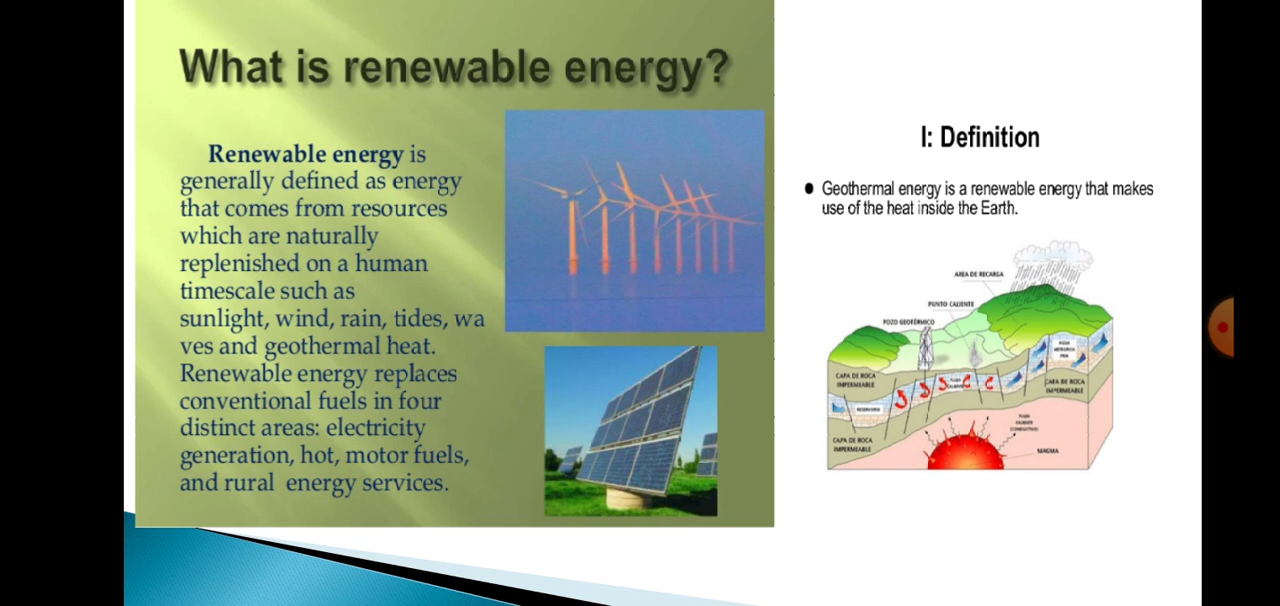 What is renewable energy?
Renewable energy is
generally defined as energy
that comes from resources
which are naturally
replenished on a human
timescale such as
sunlight, wind, rain, tides, wa
ves and geothermal heat.
Renewable energy replaces
conventional fuels in four
distinct areas: electricity
generation, hot, motor fuels,
and rural energy services.
I: Definition
● Geothermal energy is a renewable energy that makes
use of the heat inside the Earth.
AREA DE RECARGA
PUNTO CALIENTE
POZO GEOTÉRMICO
CAPA DE ROCA
IMPERMEABLE
RESERVORIO
CAPA DE ROCA
IMPERMEABLE
AGUA
CAPA DE ROCA
IMPERMEABLE
FLUJO
CALIENTE
MAGMA